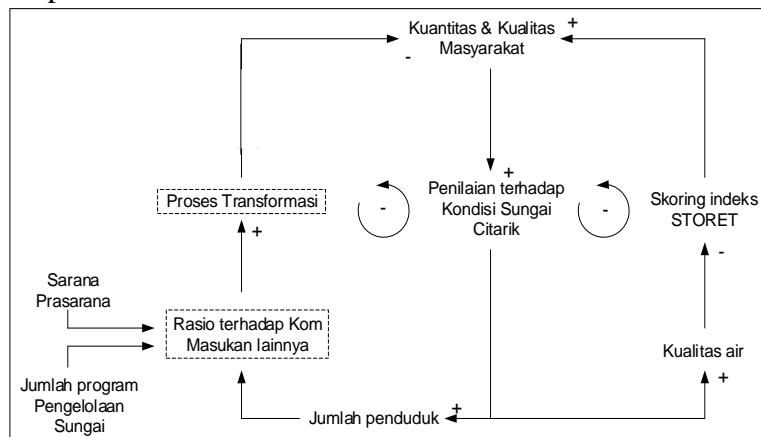 Kuantitas & Kualitas
Masyarakat
+
-
+
Penilaian terhadap
Kondisi Sungai
Citarik
Proses Transformasi
-
-
Skoring indeks
STORET
+
-
Sarana
Prasarana
Rasio terhadap Kom
Masukan lainnya
Kualitas air
+
Jumlah program
Pengelolaan
Sungai
Jumlah penduduk
+